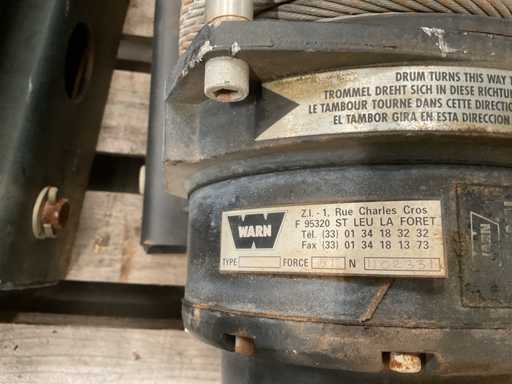 DRUM TURNS THIS WAY
TROMMEL DREHT SICH IN DIESE RICHTUN
LE TAMBOUR TOURNE DANS CETTE DIRECTION
EL TAMBOR GIRA EN ESTA DIRECCION
WARN
Z.I. - 1, Rue Charles Cros
F 95320 ST LEU LA FORET
Tél. (33) 01 34 18 32 32
Fax (33) 01 34 18 13 73
TYPE FORCE N
WARN